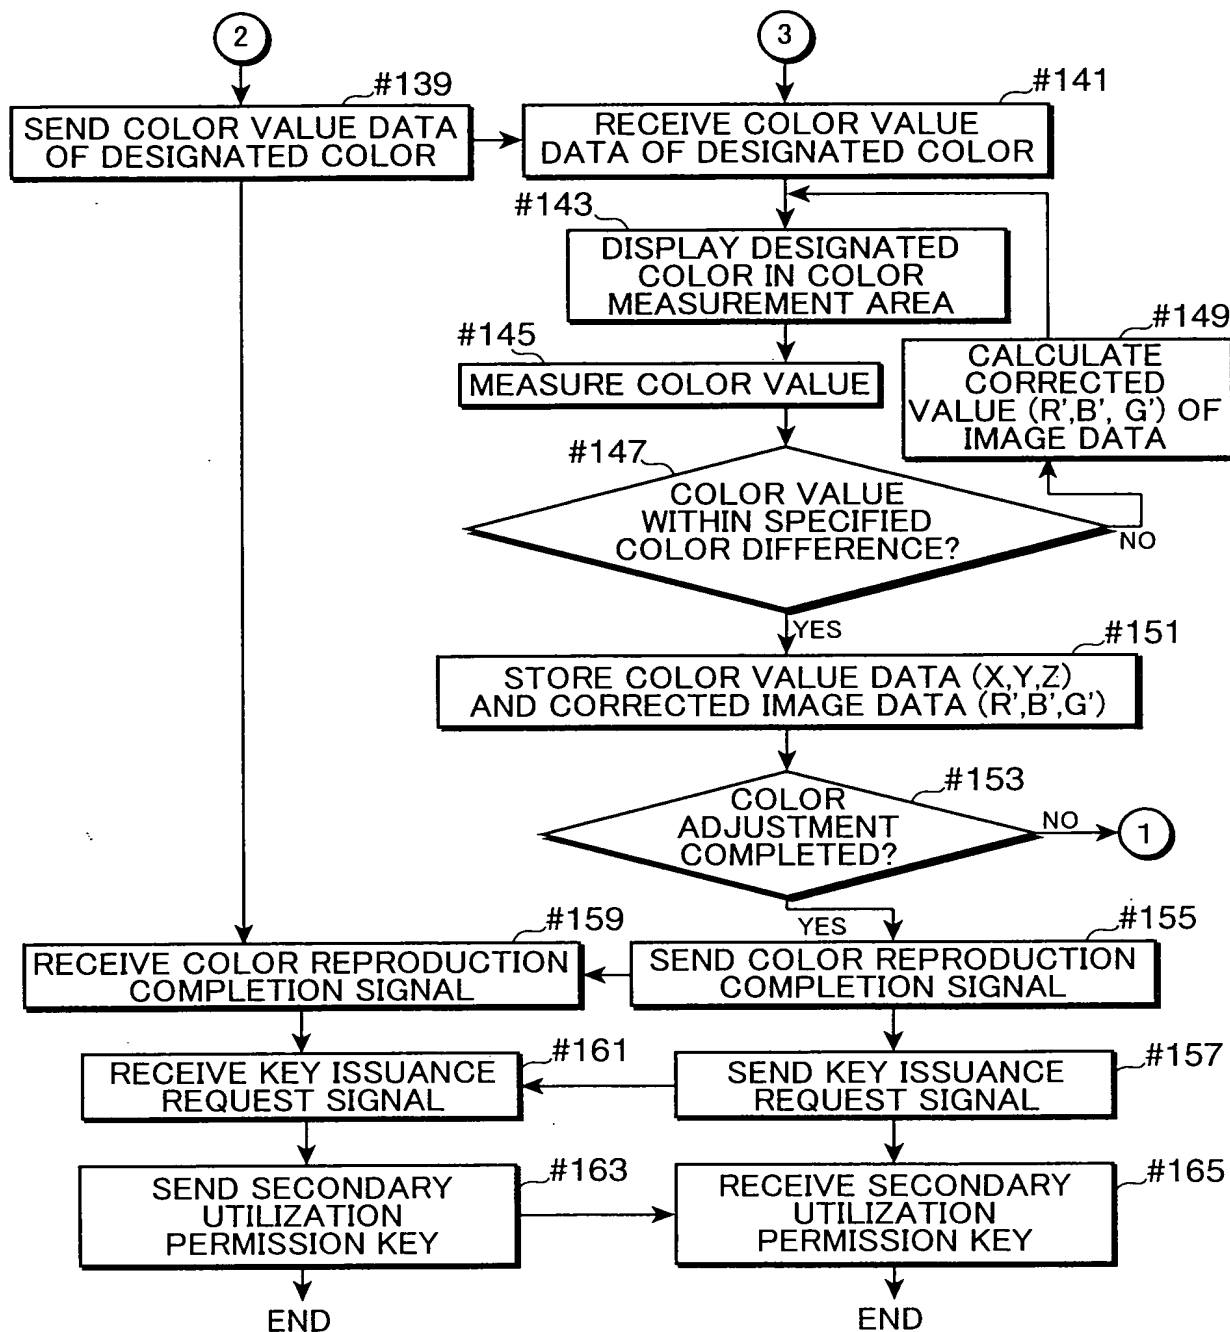 2
3
#139
#141
SEND COLOR VALUE DATA
OF DESIGNATED COLOR
RECEIVE COLOR VALUE
DATA OF DESIGNATED COLOR
#143
DISPLAY DESIGNATED
COLOR IN COLOR
MEASUREMENT AREA
#149
CALCULATE
CORRECTED
VALUE (R',B', G') OF
IMAGE DATA
#145
MEASURE COLOR VALUE
#147
COLOR VALUE
WITHIN SPECIFIED
COLOR DIFFERENCE?
NO
YES
#151
STORE COLOR VALUE DATA (X,Y,Z)
AND CORRECTED IMAGE DATA (R',B',G')
#153
COLOR
ADJUSTMENT
COMPLETED?
NO
1
YES
#159
#155
RECEIVE COLOR REPRODUCTION
COMPLETION SIGNAL
SEND COLOR REPRODUCTION
COMPLETION SIGNAL
#161
#157
RECEIVE KEY ISSUANCE
REQUEST SIGNAL
SEND KEY ISSUANCE
REQUEST SIGNAL
#163
#165
SEND SECONDARY
UTILIZATION
PERMISSION KEY
RECEIVE SECONDARY
UTILIZATION
PERMISSION KEY
END
END